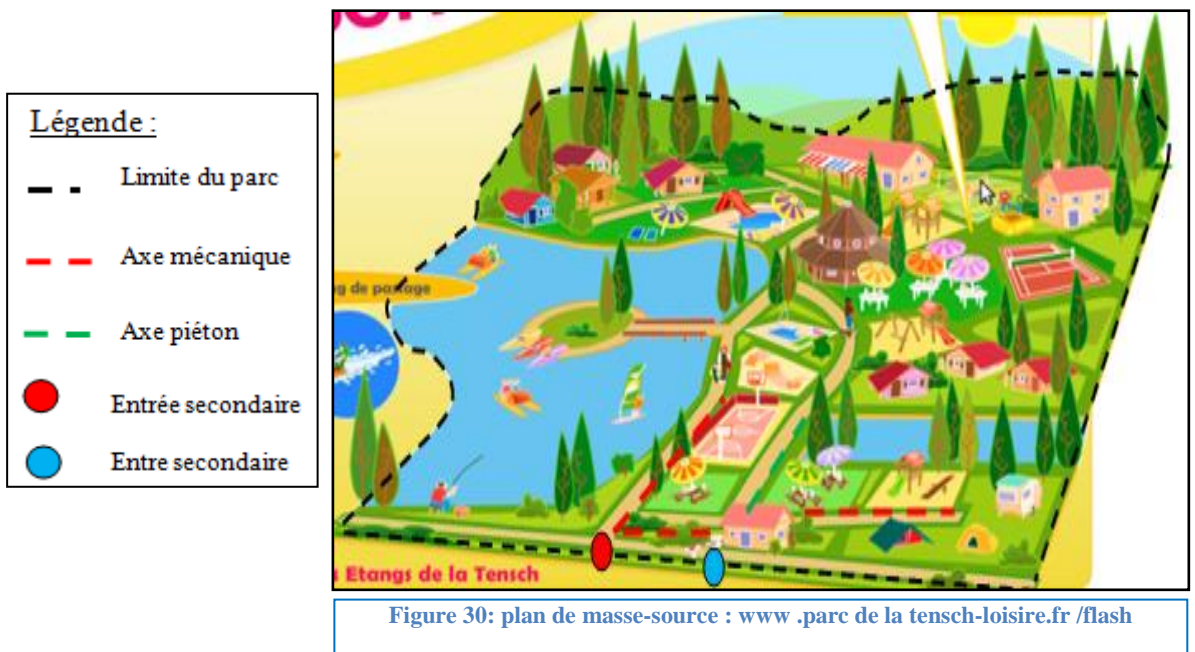 Légende :
Limite du parc
Axe mécanique
Axe piéton
Entrée secondaire
Entre secondaire
de passage
Etangs de la Tensch
Figure 30: plan de masse-source : www .parc de la tensch-loisire.fr /flash